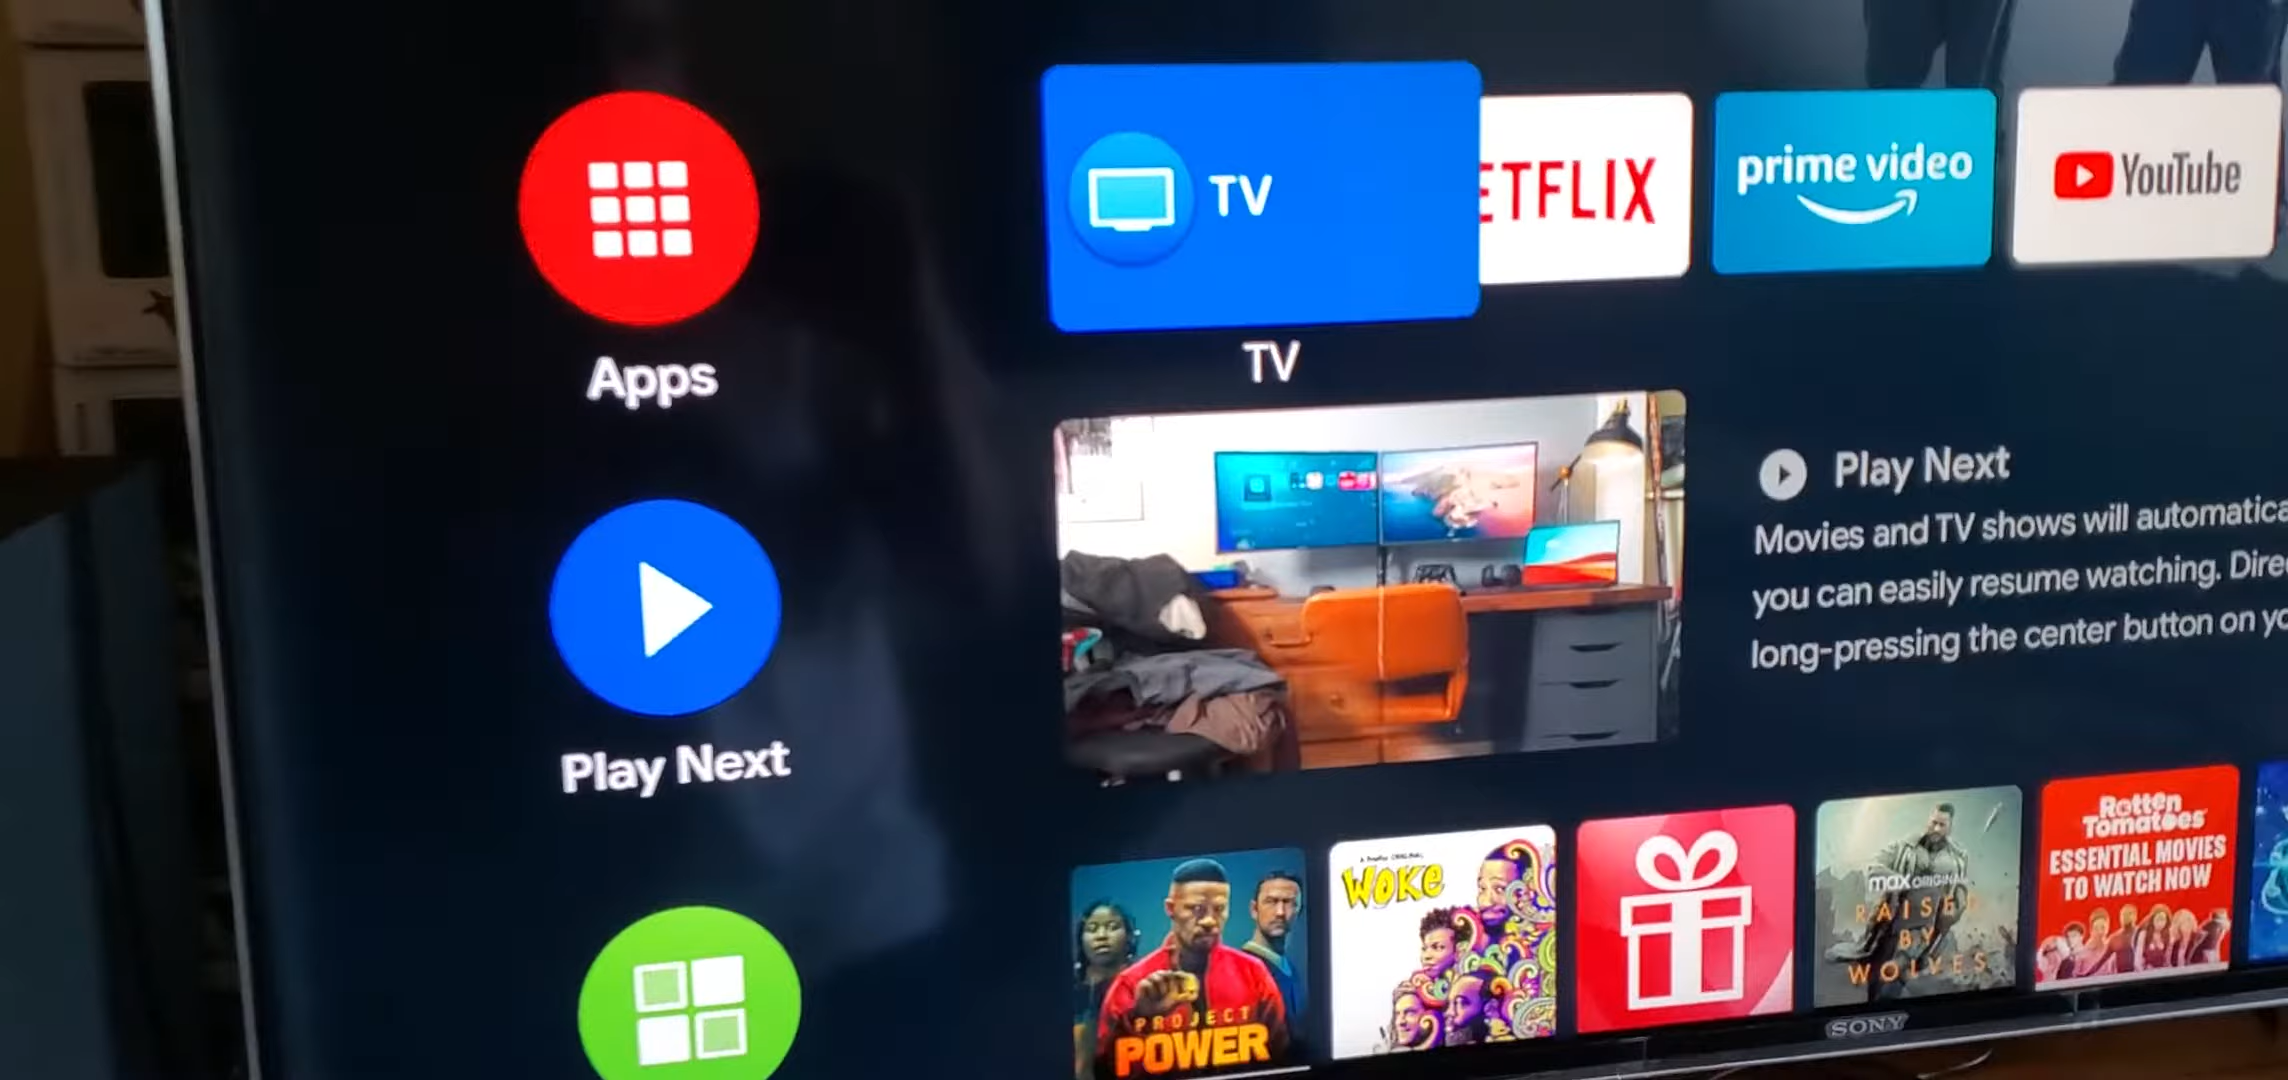 TV
ETFLIX
prime video
YouTube
Apps
TV
Play Next
Movies and TV shows will automatica
you can easily resume watching. Dire
long-pressing the center button on yo
Play Next
PROJECT
POWER
WOKE
max ORIGINAL
RAISED
BY
WOLVES
Rotten
Tomatoes
ESSENTIAL MOVIES
TO WATCH NOW
SONY